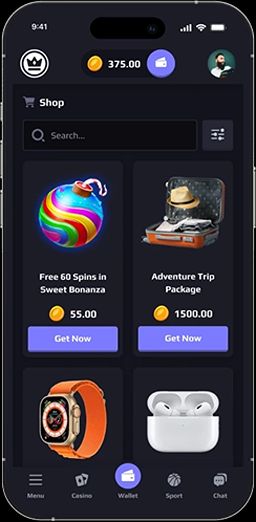 9:41
375.00
Shop
Search...
Free 60 Spins in
Sweet Bonanza
55.00
Get Now
Adventure Trip
Package
1500.00
Get Now
Menu
Casino
Wallet
Sport
Chat